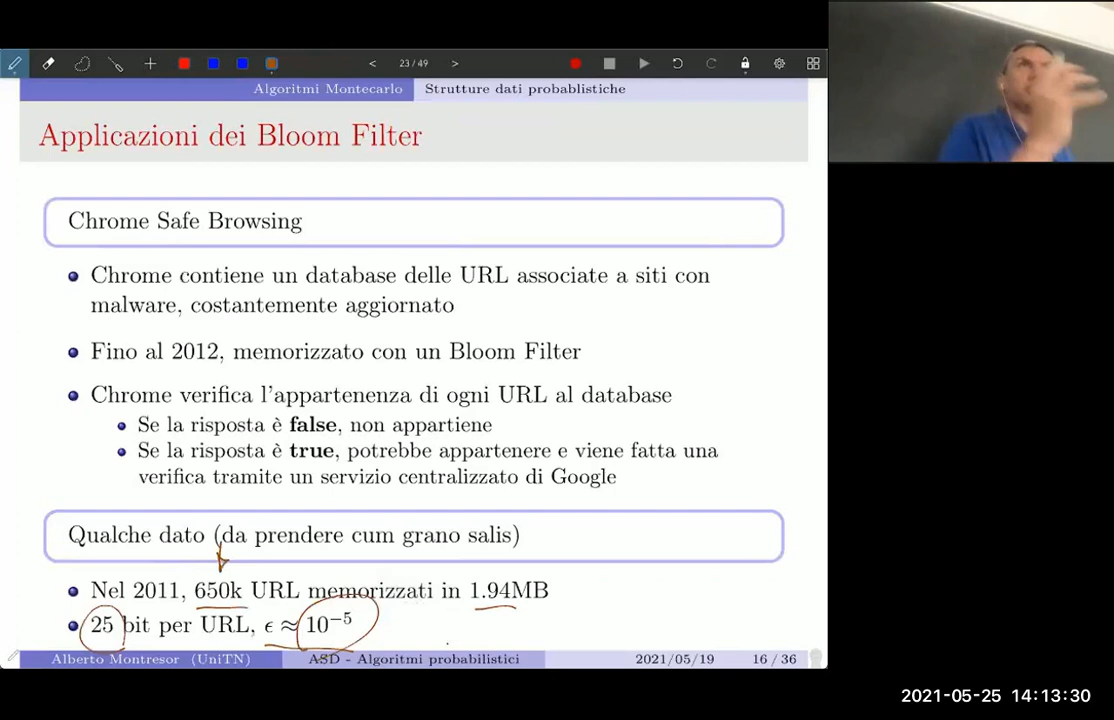 23/49
Algoritmi Montecarlo Strutture dati probablistiche
Applicazioni dei Bloom Filter
Chrome Safe Browsing
Chrome contiene un database delle URL associate a siti con
malware, costantemente aggiornato
Fino al 2012, memorizzato con un Bloom Filter
Chrome verifica l'appartenenza di ogni URL al database
Se la risposta è false, non appartiene
Se la risposta è true, potrebbe appartenere e viene fatta una
verifica tramite un servizio centralizzato di Google
Qualche dato (da prendere cum grano salis)
Nel 2011, 650k URL memorizzati in 1.94MB
25 bit per URL, ϵ ≈ 10⁻⁵
Alberto Montresor (UniTN) ASD - Algoritmi probabilistici 2021/05/19 16 / 36
2021-05-25 14:13:30